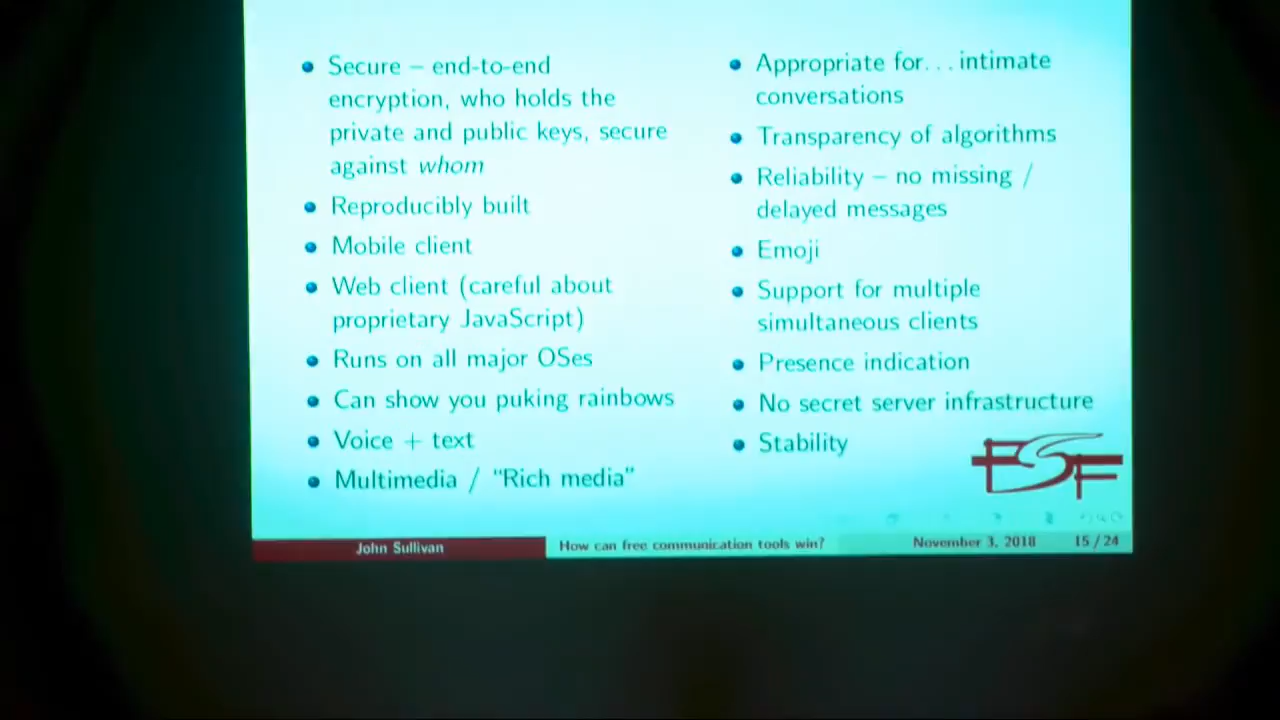 Secure – end-to-end
encryption, who holds the
private and public keys, secure
against whom
Reproducibly built
Mobile client
Web client (careful about
proprietary JavaScript)
Runs on all major OSes
Can show you puking rainbows
Voice + text
Multimedia / “Rich media”
Appropriate for...intimate
conversations
Transparency of algorithms
Reliability – no missing /
delayed messages
Emoji
Support for multiple
simultaneous clients
Presence indication
No secret server infrastructure
Stability
FSF
John Sullivan
How can free communication tools win?
November 3, 2018
15 / 24